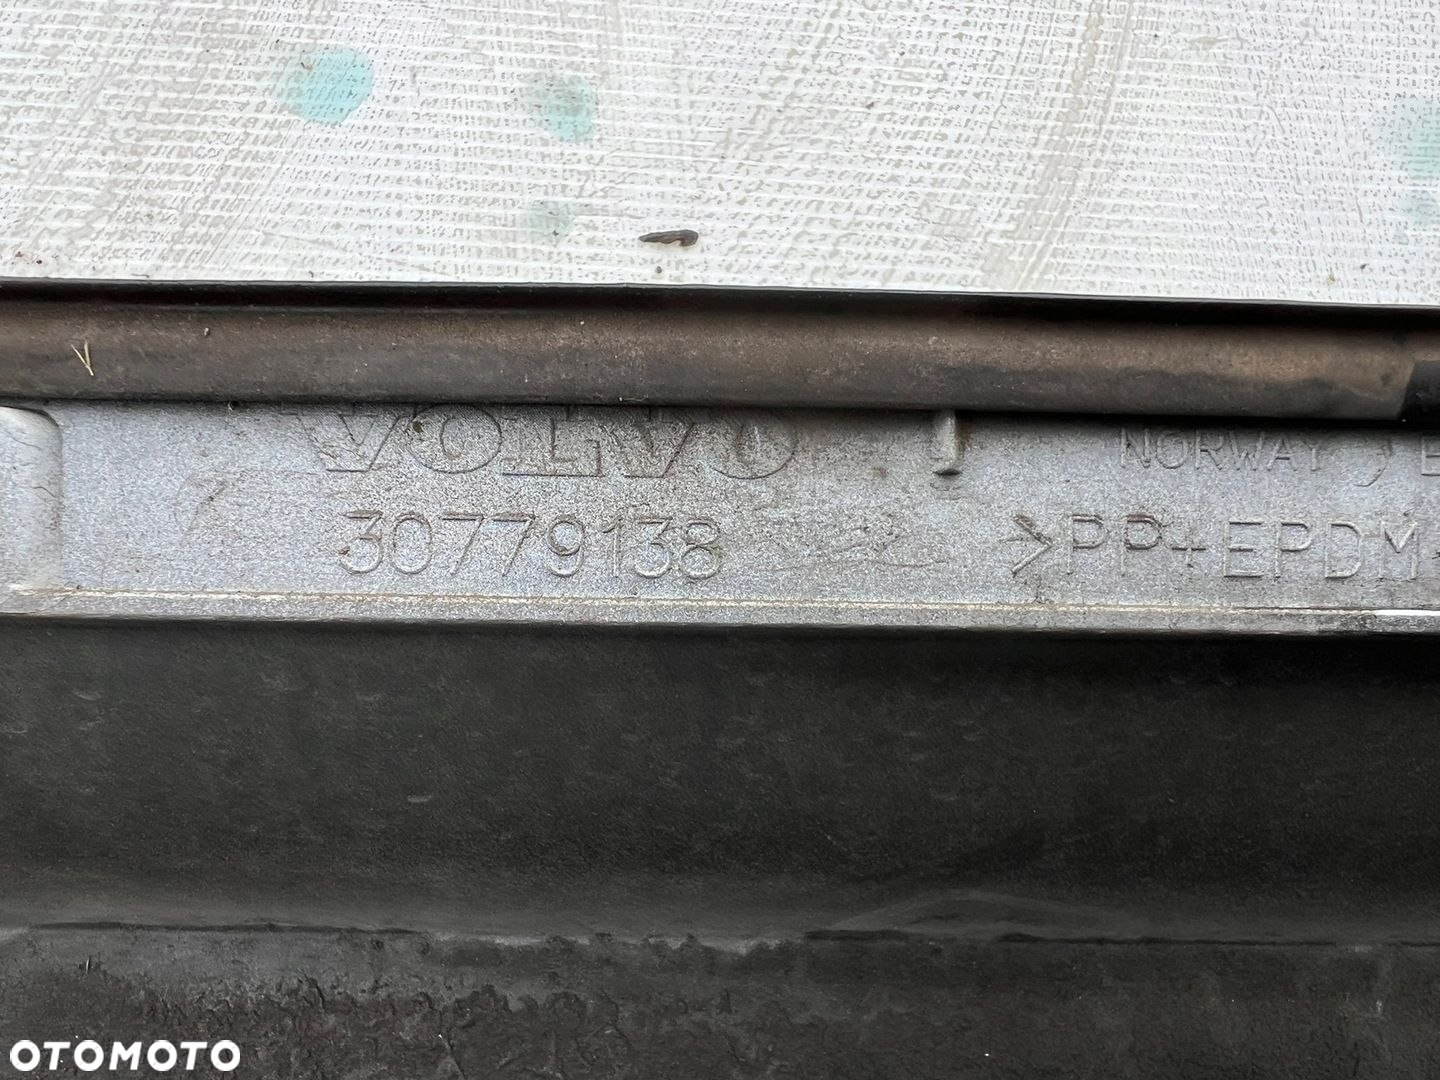 VOLVO
NORWAY
30779138
>PP+EPDM
OTOMOTO